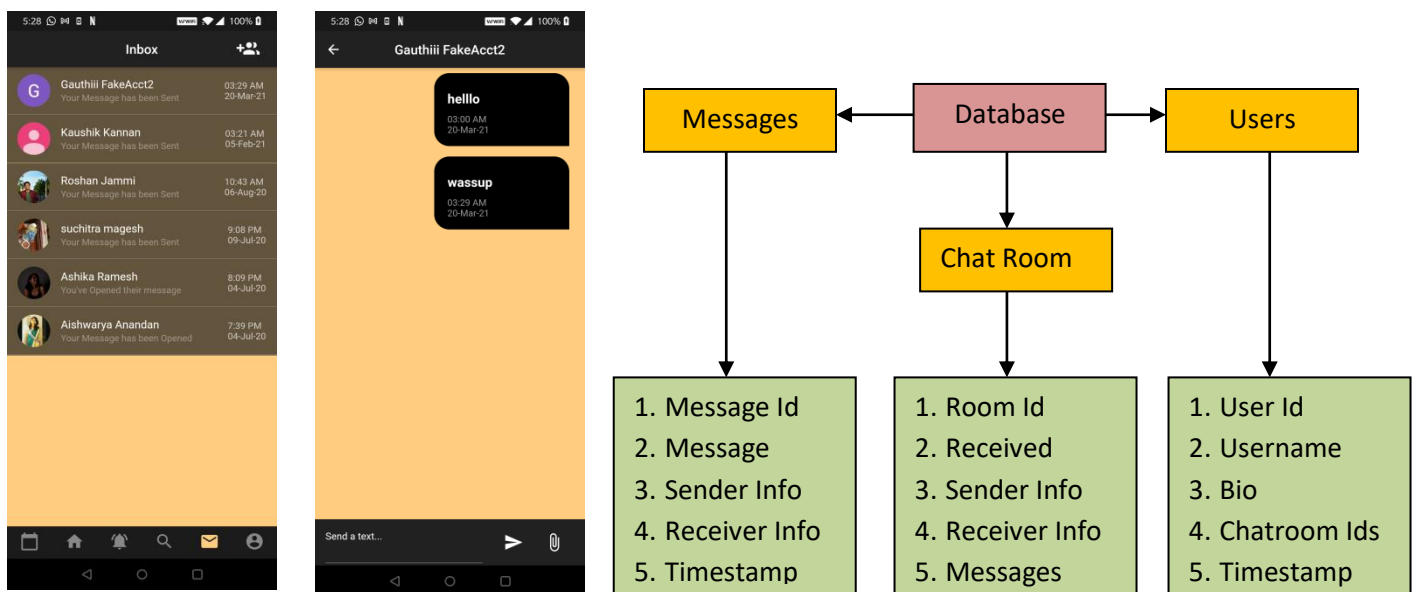 5:28
100%
Inbox
G
Gauthiii FakeAcct2
03:29 AM
Your Message has been Sent
20-Mar-21
Kaushik Kannan
03:21 AM
Your Message has been Sent
05-Feb-21
Roshan Jammi
10:43 AM
Your Message has been Sent
06-Aug-20
suchitra magesh
9:08 PM
Your Message has been Sent
09-Jul-20
Ashika Ramesh
8:09 PM
You've Opened their message
04-Jul-20
Aishwarya Anandan
7:39 PM
Your Message has been Opened
04-Jul-20
5:28
100%
Gauthiii FakeAcct2
helllo
03:00 AM
20-Mar-21
wassup
03:29 AM
20-Mar-21
Send a text...
Messages
Database
Users
Chat Room
1. Message Id
2. Message
3. Sender Info
4. Receiver Info
5. Timestamp
1. Room Id
2. Received
3. Sender Info
4. Receiver Info
5. Messages
1. User Id
2. Username
3. Bio
4. Chatroom Ids
5. Timestamp